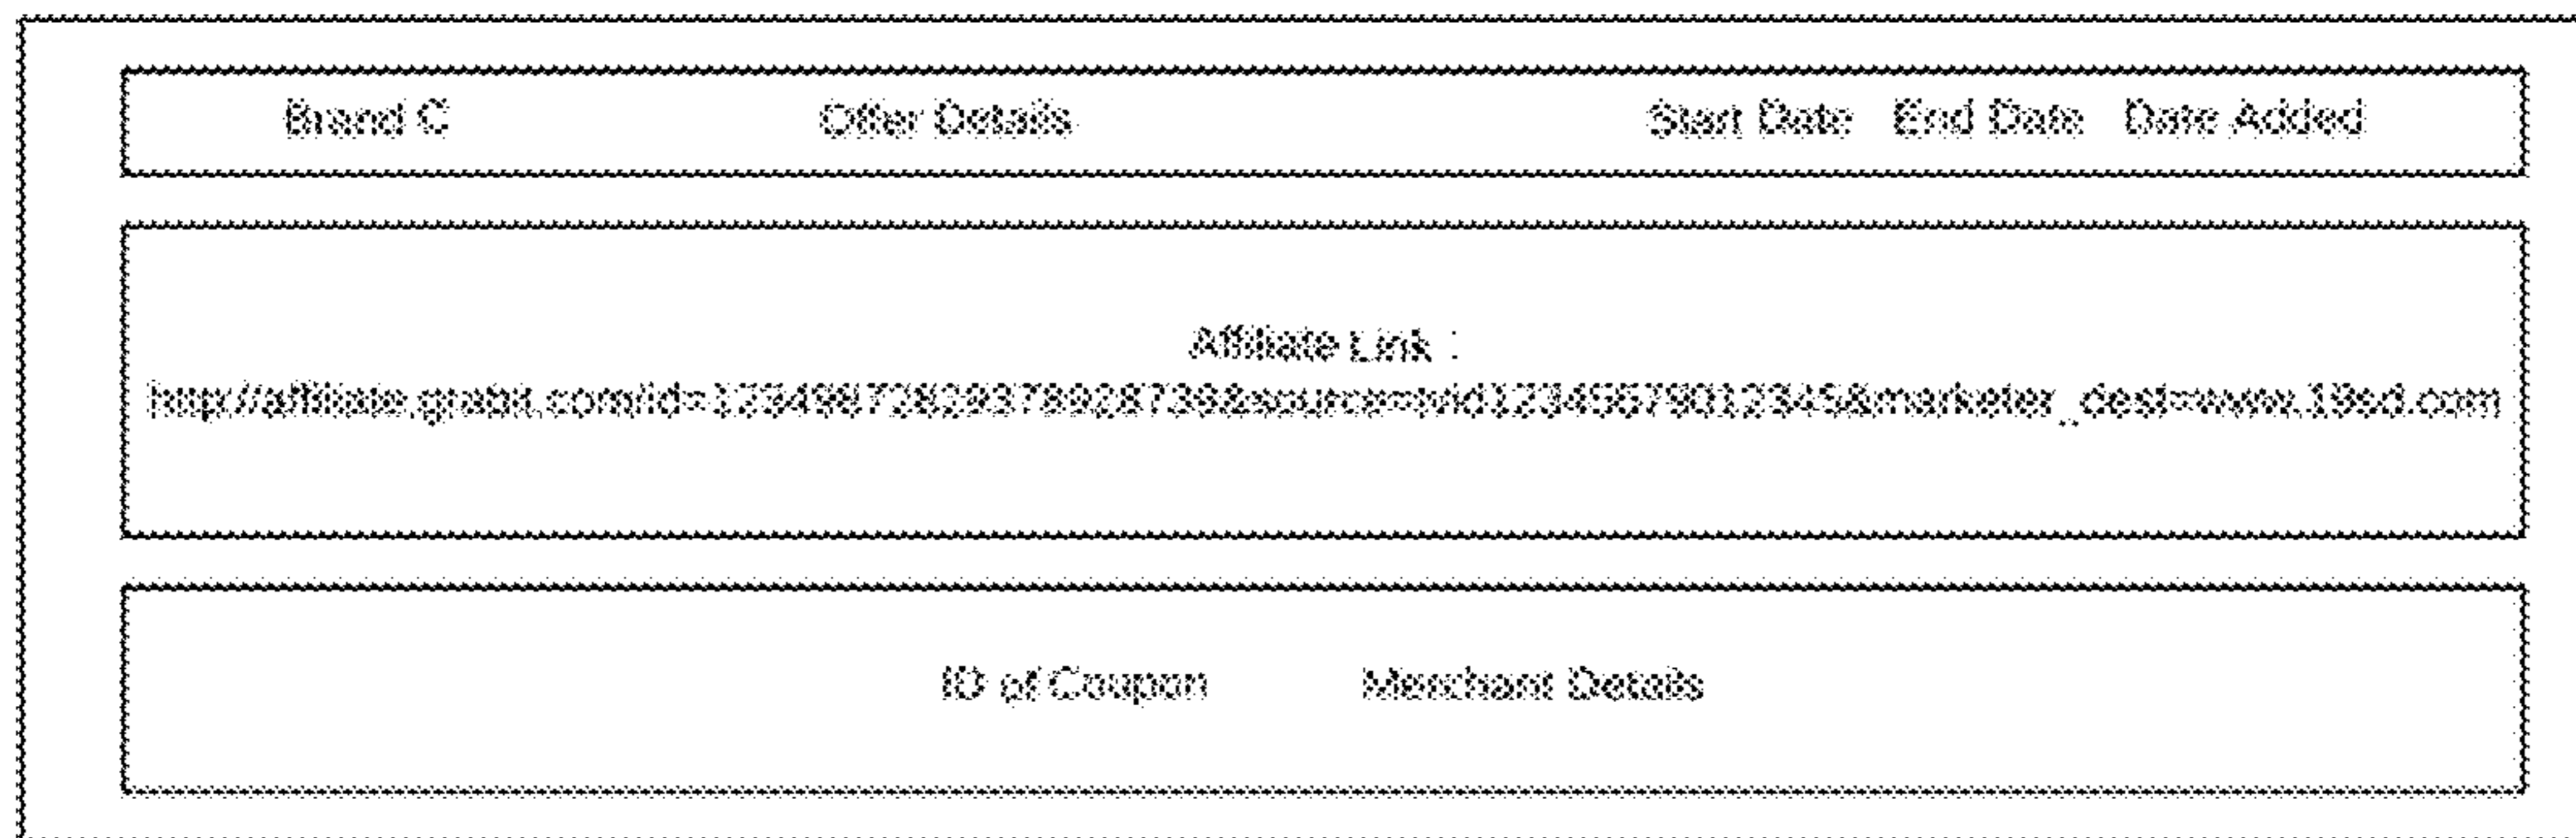 Brand C Offer Details Start Date End Date Date Added
Affiliate Link :
ID of Coupon Merchant Details